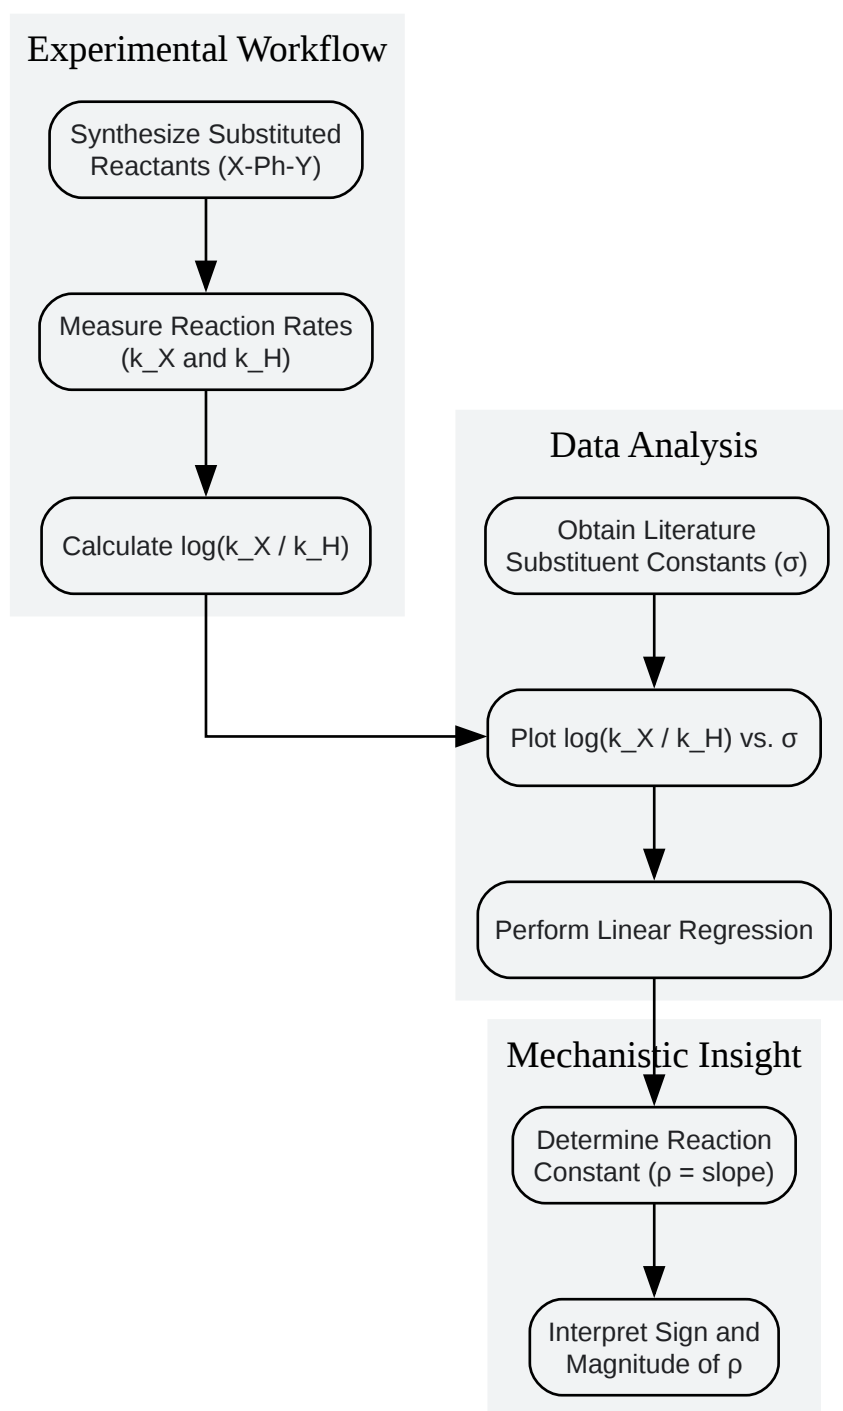 Experimental Workflow
Synthesize Substituted
Reactants (X-Ph-Y)
Measure Reaction Rates
(k_X and k_H)
Calculate log(k_X / k_H)
Data Analysis
Obtain Literature
Substituent Constants (σ)
Plot log(k_X / k_H) vs. σ
Perform Linear Regression
Mechanistic Insight
Determine Reaction
Constant (ρ = slope)
Interpret Sign and
Magnitude of ρ